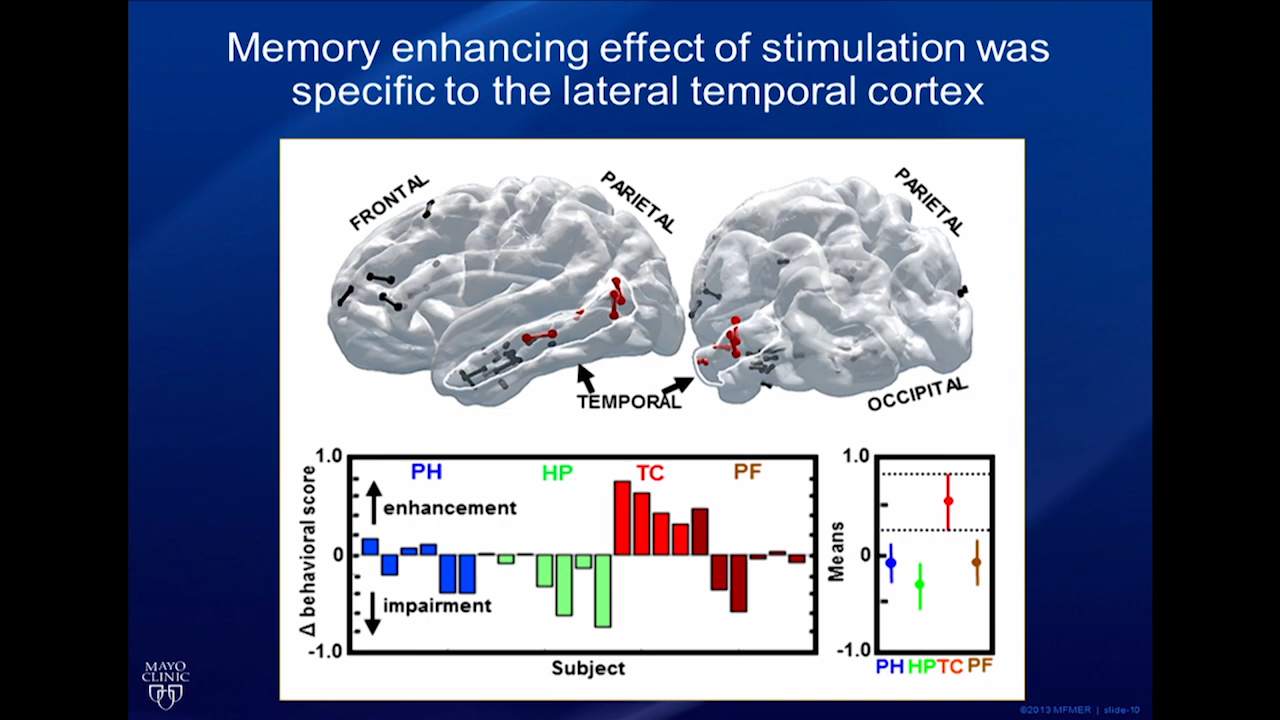 Memory enhancing effect of stimulation was
specific to the lateral temporal cortex
FRONTAL
PARIETAL
PARIETAL
TEMPORAL
OCCIPITAL
Δ behavioral score
1.0
0
-1.0
PH
HP
TC
PF
enhancement
impairment
Subject
Means
1.0
0
-1.0
PH HP TC PF
MAYO
CLINIC
©2013 MFMER | slide-10